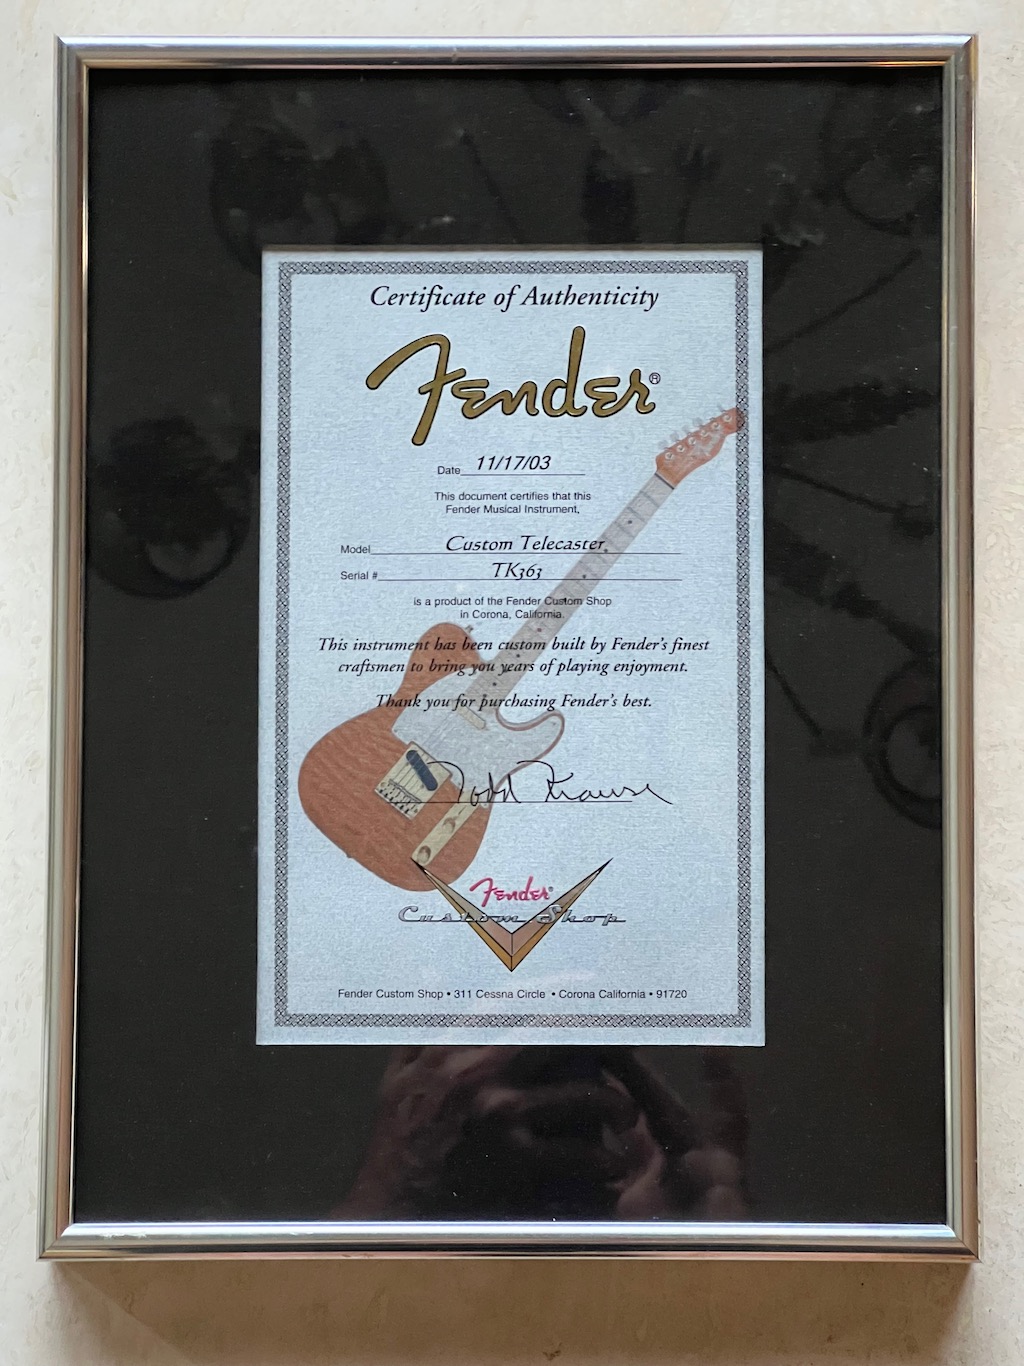 Certificate of Authenticity
Fender®
Date 11/17/03
This document certifies that this
Fender Musical Instrument,
Model Custom Telecaster
Serial # TK363
is a product of the Fender Custom Shop
in Corona, California.
This instrument has been custom built by Fender's finest
craftsmen to bring you years of playing enjoyment.
Thank you for purchasing Fender's best.
Todd Krause
Fender®
Custom Shop
Fender Custom Shop • 311 Cessna Circle • Corona California • 91720